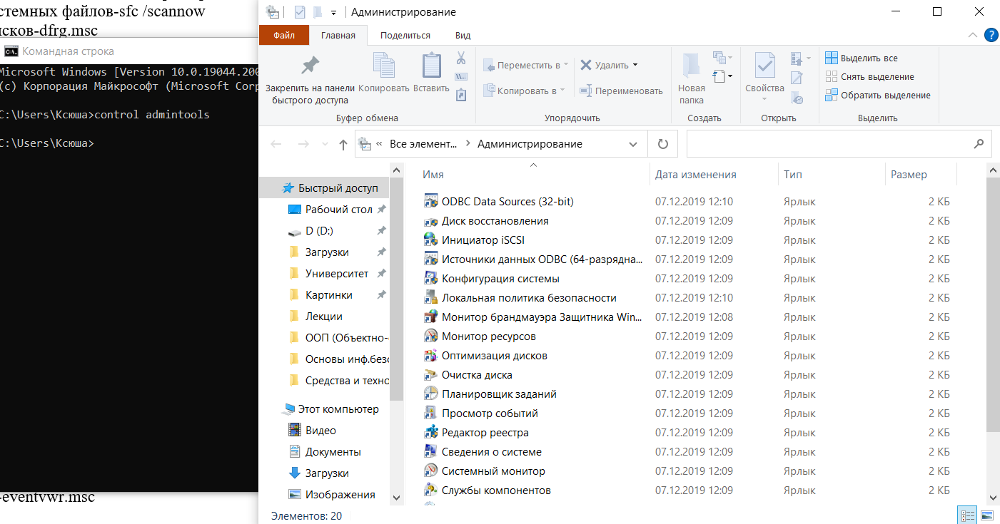 стемных файлов-sfc /scannow
сков-dfrg.msc
Командная строка
Microsoft Windows [Version 10.0.19044.200
(c) Корпорация Майкрософт (Microsoft Corp
C:\Users\Ксюша>control admintools
C:\Users\Ксюша>
-eventvwr.msc
Администрирование
Файл Главная Поделиться Вид
Закрепить на панели быстрого доступа
Копировать
Вставить
Буфер обмена
Переместить в
Копировать в
Удалить
Переименовать
Упорядочить
Новая папка
Создать
Свойства
Открыть
Выделить все
Снять выделение
Обратить выделение
Выделить
« Все элемент... > Администрирование
Быстрый доступ
Рабочий стол
D (D:)
Загрузки
Университет
Картинки
Лекции
ООП (Объектно-
Основы инф.безо
Средства и техно
Этот компьютер
Видео
Документы
Загрузки
Изображения
Имя Дата изменения Тип Размер
ODBC Data Sources (32-bit) 07.12.2019 12:10 Ярлык 2 КБ
Диск восстановления 07.12.2019 12:09 Ярлык 2 КБ
Инициатор iSCSI 07.12.2019 12:08 Ярлык 2 КБ
Источники данных ODBC (64-разрядна... 07.12.2019 12:09 Ярлык 2 КБ
Конфигурация системы 07.12.2019 12:09 Ярлык 2 КБ
Локальная политика безопасности 07.12.2019 12:10 Ярлык 2 КБ
Монитор брандмауэра Защитника Win... 07.12.2019 12:08 Ярлык 2 КБ
Монитор ресурсов 07.12.2019 12:09 Ярлык 2 КБ
Оптимизация дисков 07.12.2019 12:09 Ярлык 2 КБ
Очистка диска 07.12.2019 12:09 Ярлык 2 КБ
Планировщик заданий 07.12.2019 12:09 Ярлык 2 КБ
Просмотр событий 07.12.2019 12:09 Ярлык 2 КБ
Редактор реестра 07.12.2019 12:09 Ярлык 2 КБ
Сведения о системе 07.12.2019 12:09 Ярлык 2 КБ
Системный монитор 07.12.2019 12:09 Ярлык 2 КБ
Службы компонентов 07.12.2019 12:09 Ярлык 2 КБ
Элементов: 20